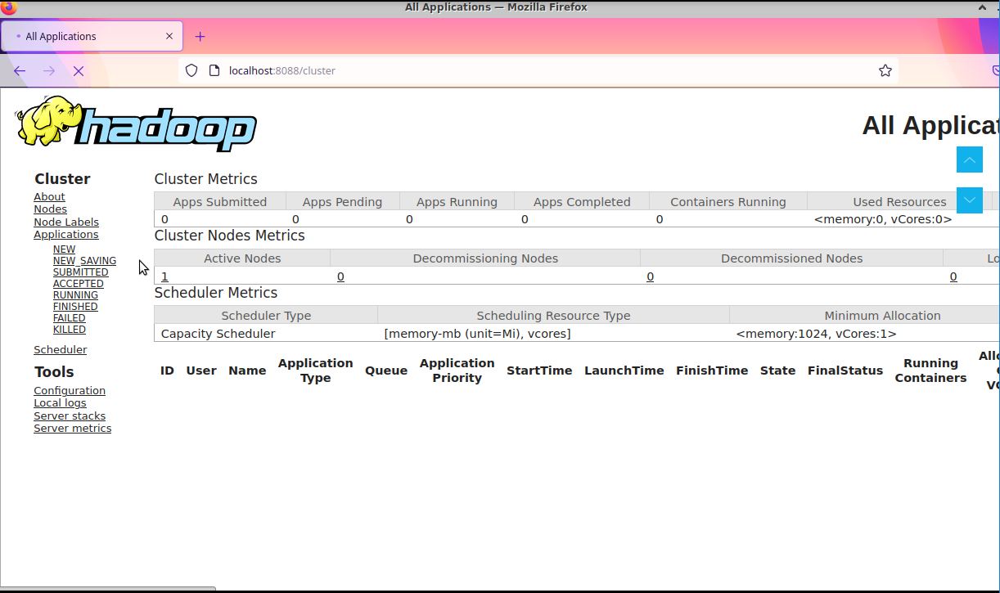 All Applications — Mozilla Firefox
All Applications
localhost:8088/cluster
hadoop
All Applicat
Cluster
About
Nodes
Node Labels
Applications
NEW
NEW_SAVING
SUBMITTED
ACCEPTED
RUNNING
FINISHED
FAILED
KILLED
Scheduler
Tools
Configuration
Local logs
Server stacks
Server metrics
Cluster Metrics
Apps Submitted Apps Pending Apps Running Apps Completed Containers Running Used Resources
0 0 0 0 0 <memory:0, vCores:0>
Cluster Nodes Metrics
Active Nodes Decommissioning Nodes Decommissioned Nodes Lo
1 0 0 0
Scheduler Metrics
Scheduler Type Scheduling Resource Type Minimum Allocation
Capacity Scheduler [memory-mb (unit=Mi), vcores] <memory:1024, vCores:1>
ID User Name Application Type Queue Application Priority StartTime LaunchTime FinishTime State FinalStatus Running Containers